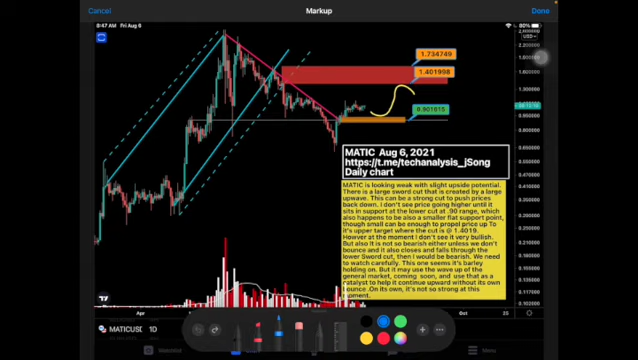 8:47 AM Fri Aug 6
80%
Cancel
Markup
Done
USD
1.734749
1.401998
0.901015
MATIC Aug 6, 2021
https://t.me/techanalysis_jSong
Daily chart
MATIC is looking weak with slight upside potential.
There is a large sword cut that is created by a large
upwave. This can be a strong cut to push prices
back down. I don't see price going higher until it
sits in support at the lower cut at .90 range, which
also happens to be also a smaller flat support point,
though small can be enough to propel price up To
it's upper target where the cut is @ 1.4019.
However at the moment I don't see it very bullish.
But also it is not so bearish either unless we don't
bounce and it also closes and falls through the
lower Sword cut, then I would be bearish. We need
to watch carefully. This one seems it's barley
holding on. But it may use the wave up of the
general market, coming soon, and use that as a
catalyst to help it continue upward without its own
bounce .On its own, it's not so strong at this
moment.
Oct
25
MATICUSD
1D
Menu